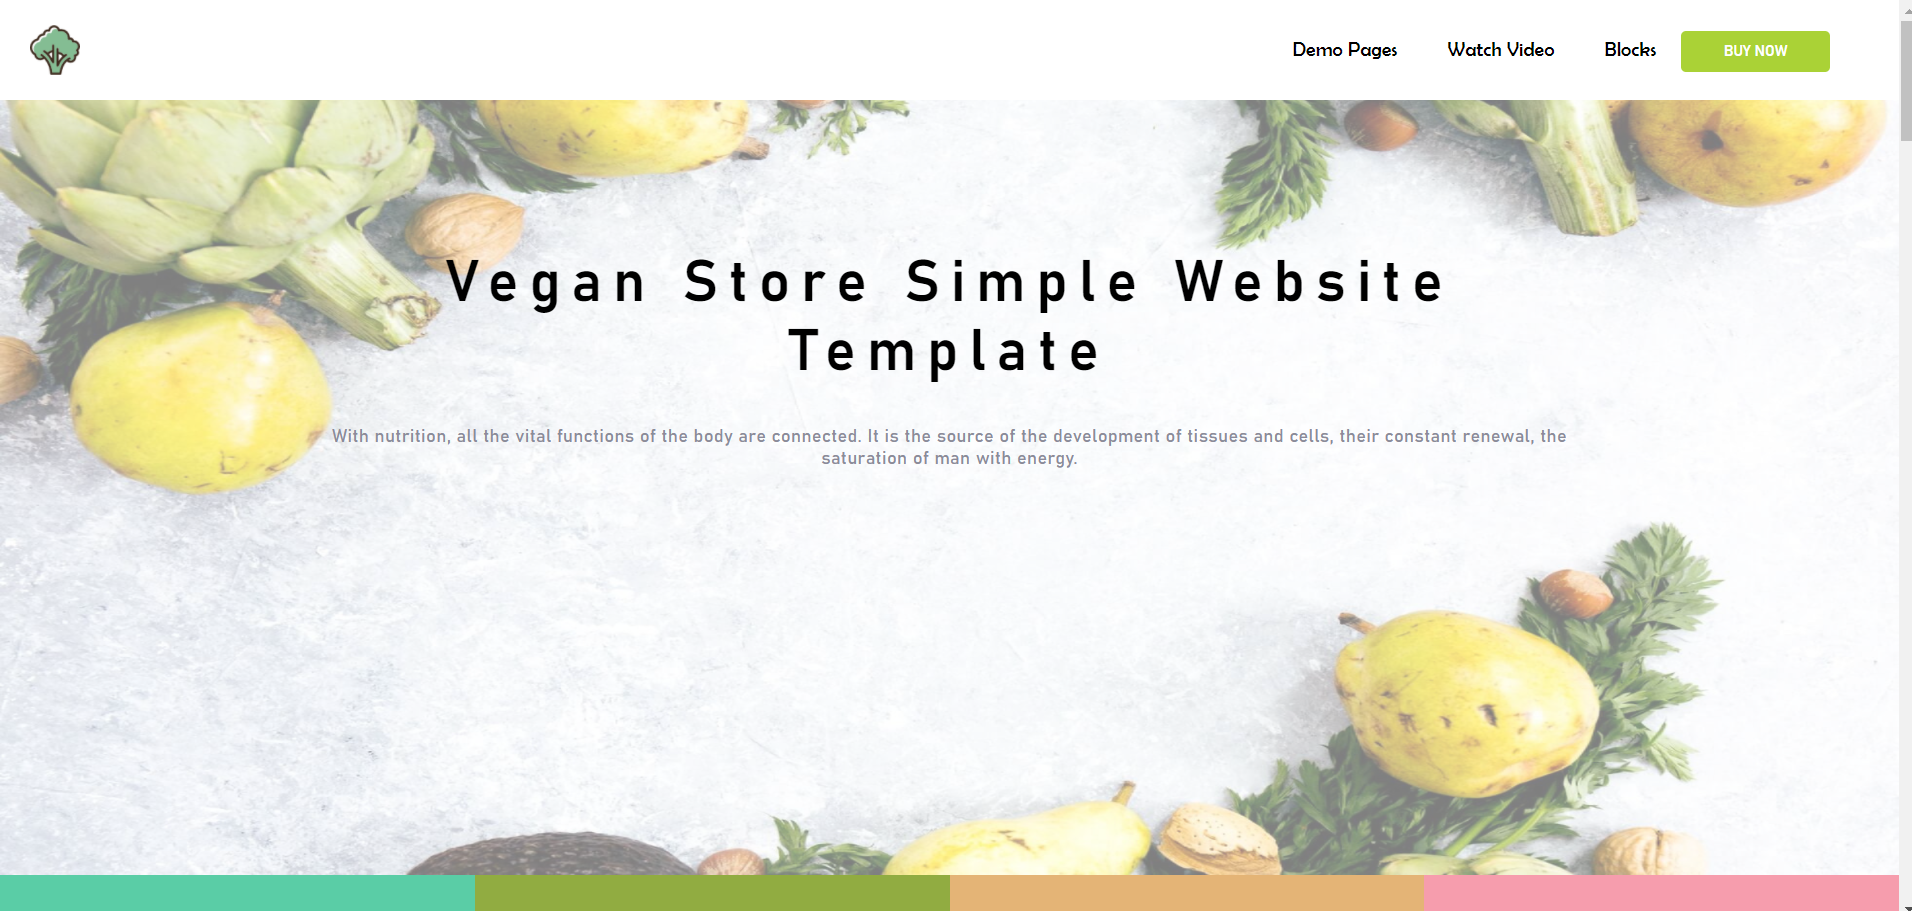 Demo Pages Watch Video Blocks BUY NOW
Vegan Store Simple Website
Template
With nutrition, all the vital functions of the body are connected. It is the source of the development of tissues and cells, their constant renewal, the
saturation of man with energy.